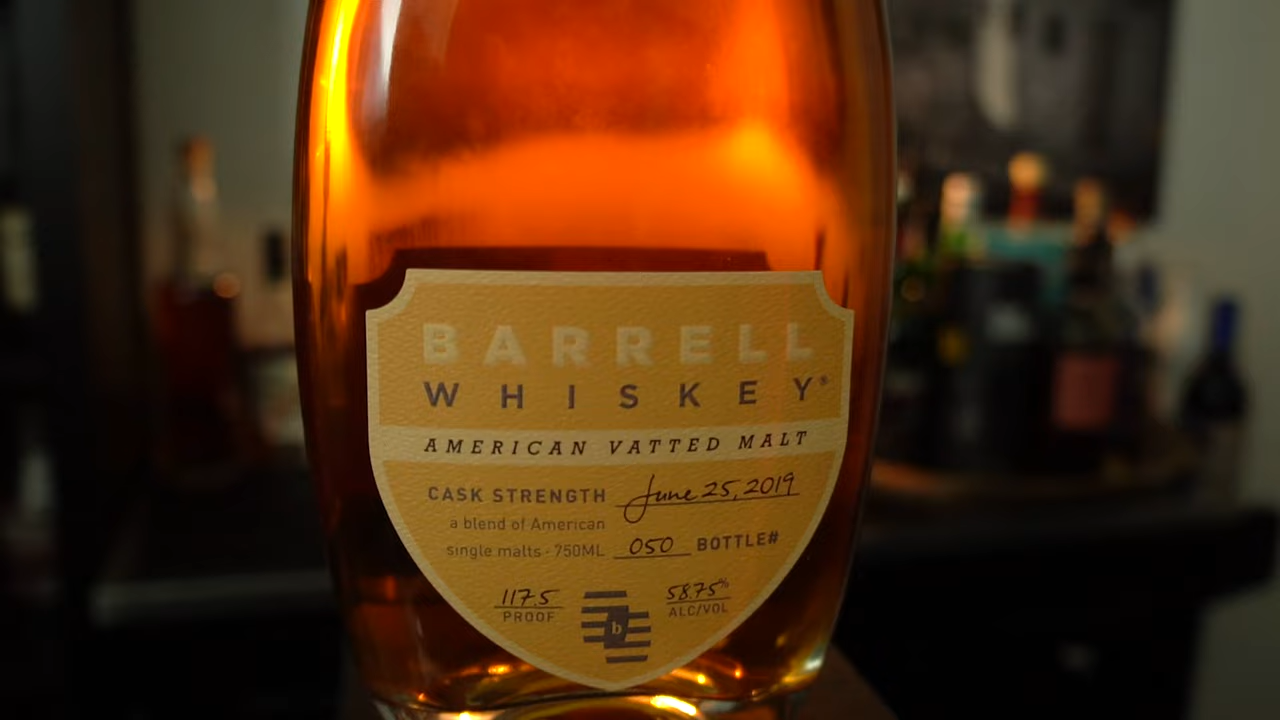 BARRELL
WHISKEY®
AMERICAN VATTED MALT
CASK STRENGTH June 25, 2019
a blend of American
single malts - 750ML 050 BOTTLE#
117.5 58.75%
PROOF ALC/VOL
b